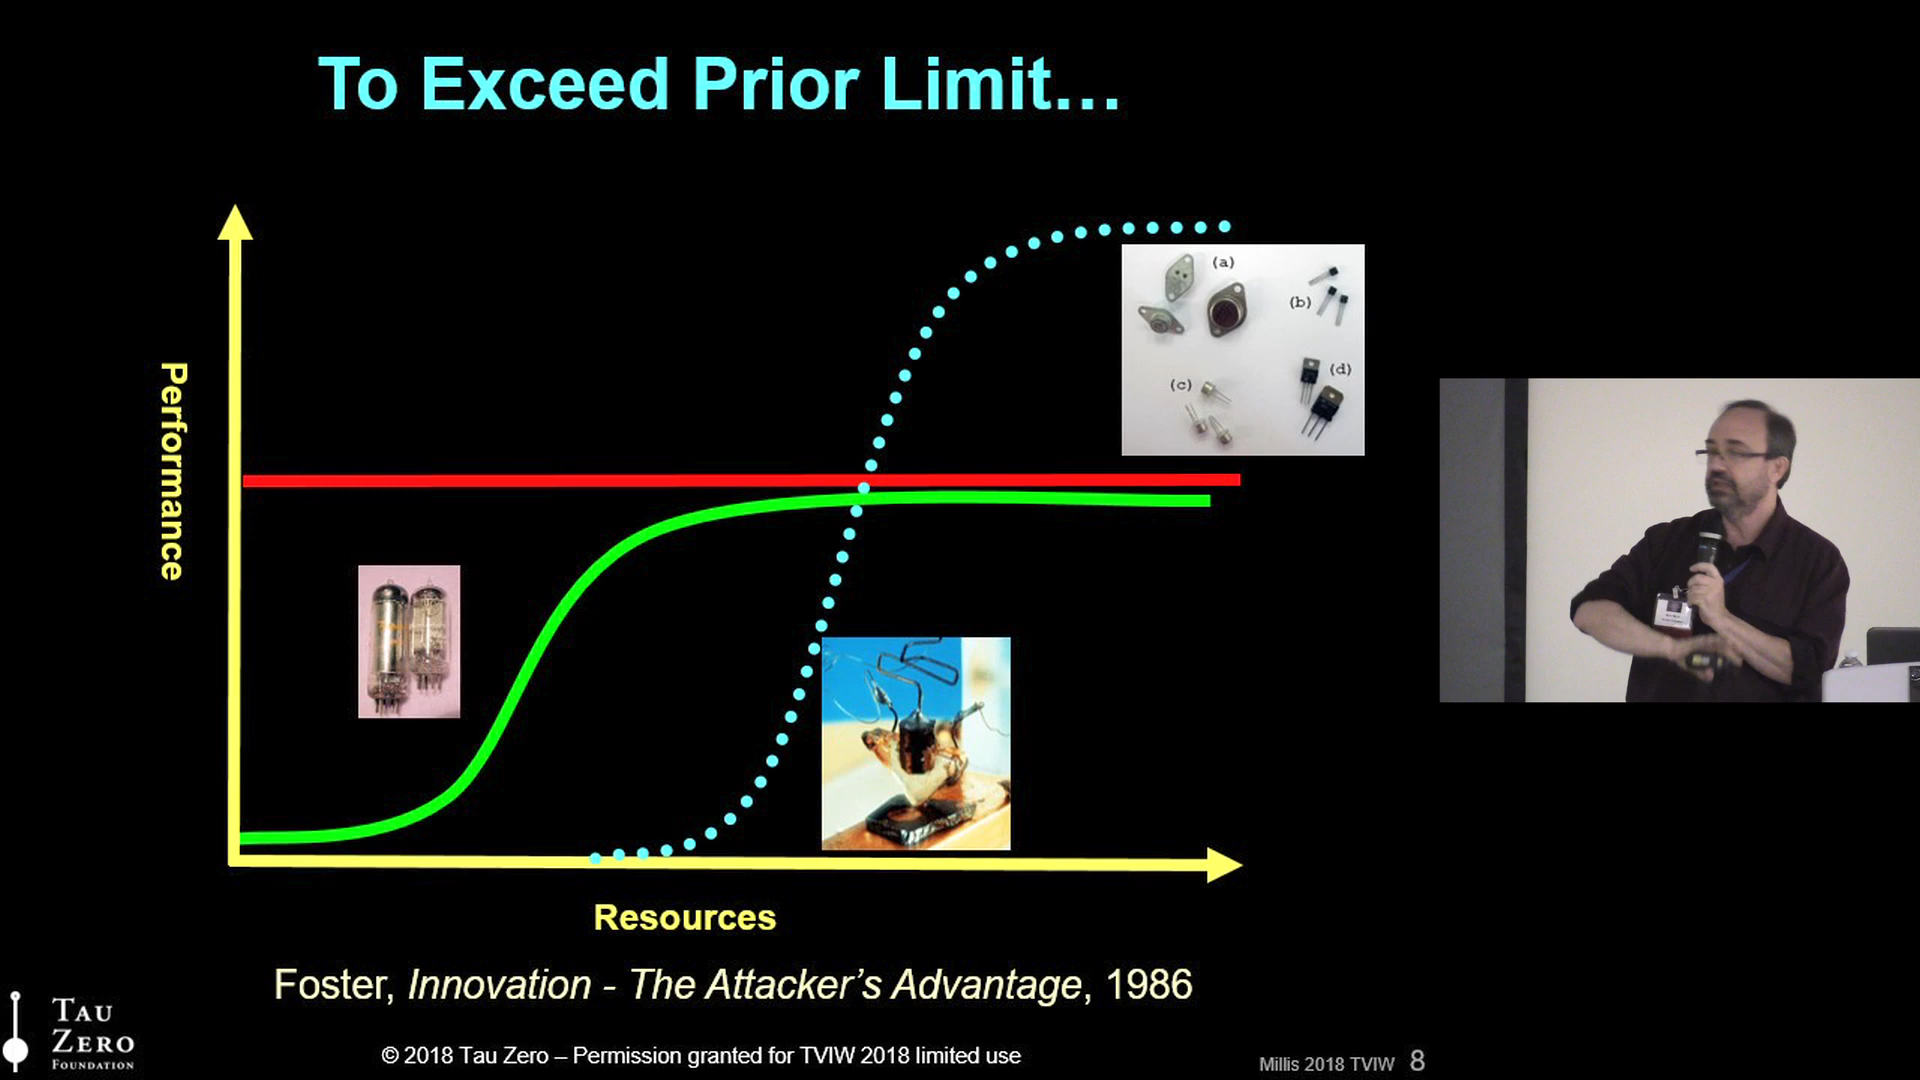 To Exceed Prior Limit…
Performance
(a)
(b)
(c)
(d)
Resources
Foster, Innovation - The Attacker’s Advantage, 1986
TAU
ZERO
FOUNDATION
© 2018 Tau Zero – Permission granted for TVIW 2018 limited use
Millis 2018 TVIW 8